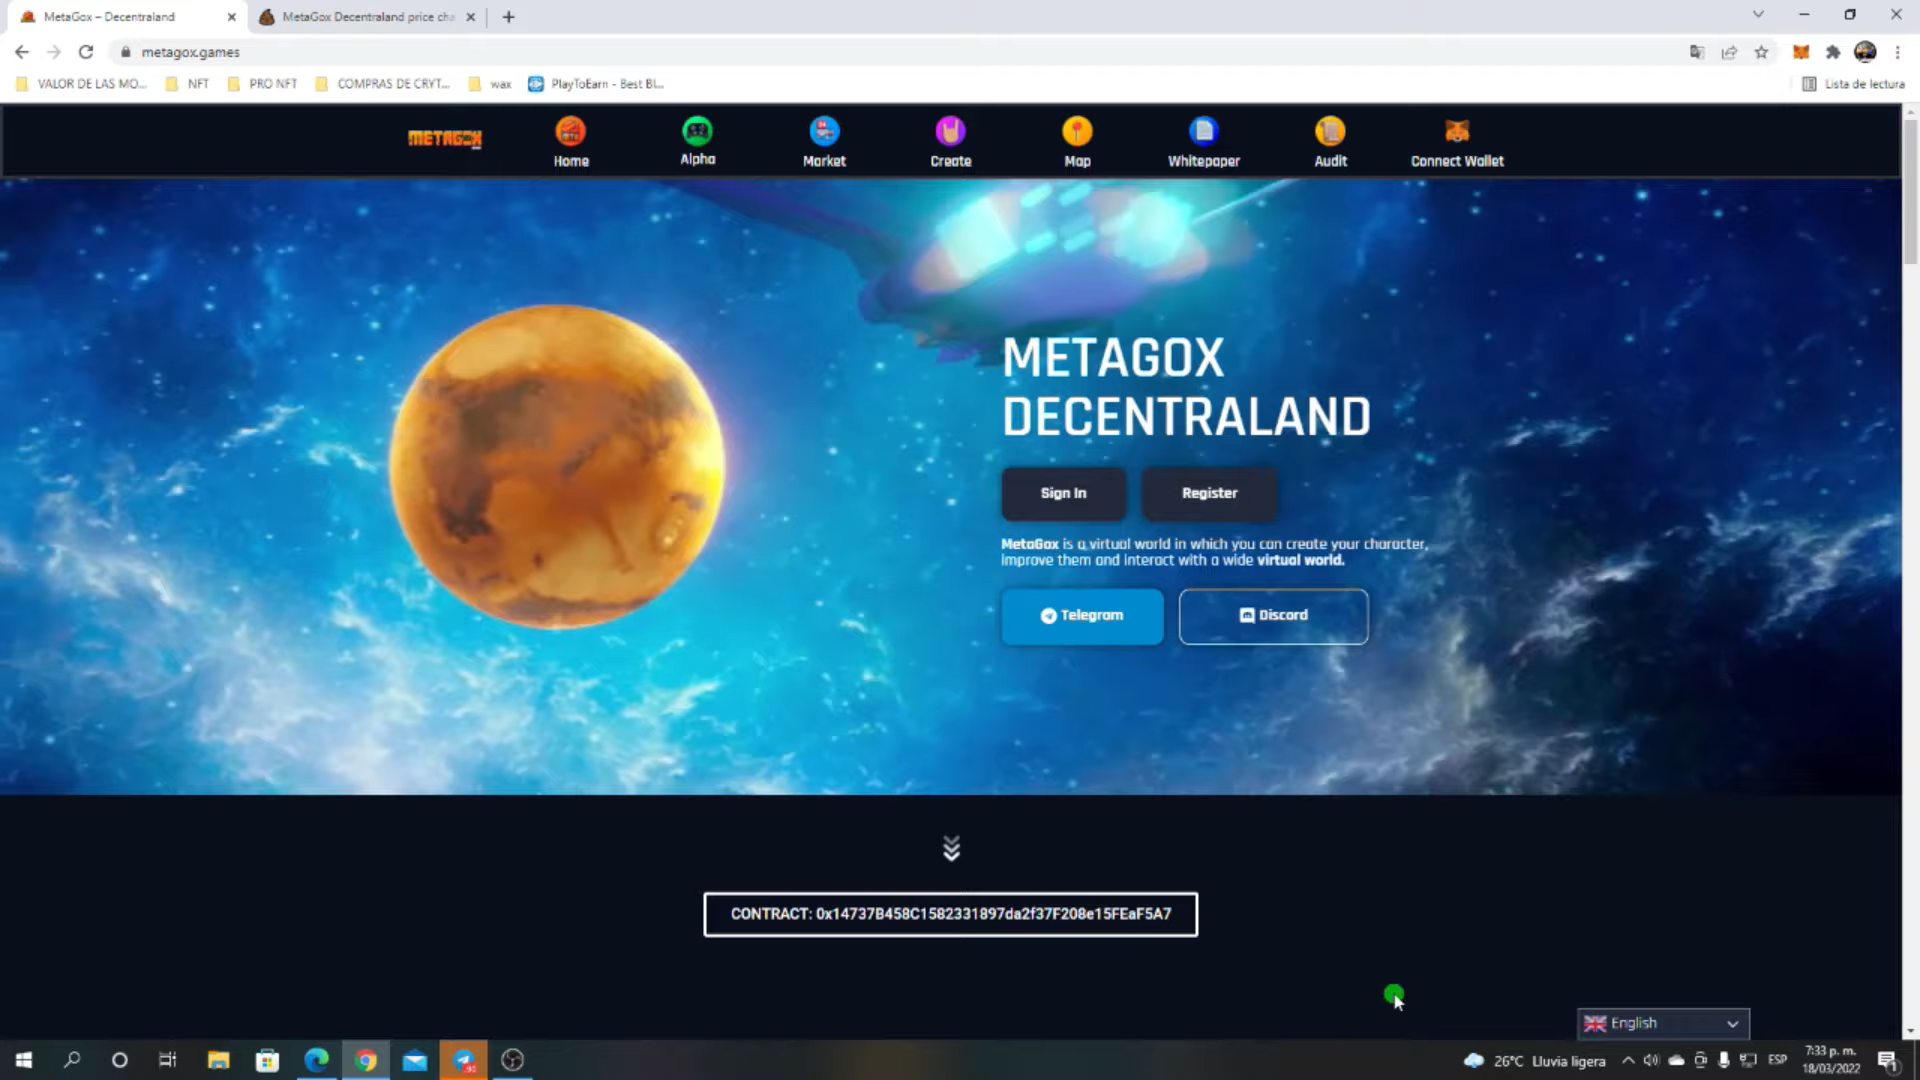 MetaGox – Decentraland
MetaGox Decentraland price cha
metagox.games
VALOR DE LAS MO...
NFT
PRO NFT
COMPRAS DE CRYT...
wax
PlayToEarn - Best Bl...
Lista de lectura
METAGOX
Home
Alpha
Market
Create
Map
Whitepaper
Audit
Connect Wallet
METAGOX
DECENTRALAND
Sign In
Register
MetaGox is a virtual world in which you can create your character,
improve them and interact with a wide virtual world.
Telegram
Discord
CONTRACT: 0x14737B458C1582331897da2f37F208e15FEaF5A7
English
26°C Lluvia ligera
ESP
7:33 p. m.
18/03/2022